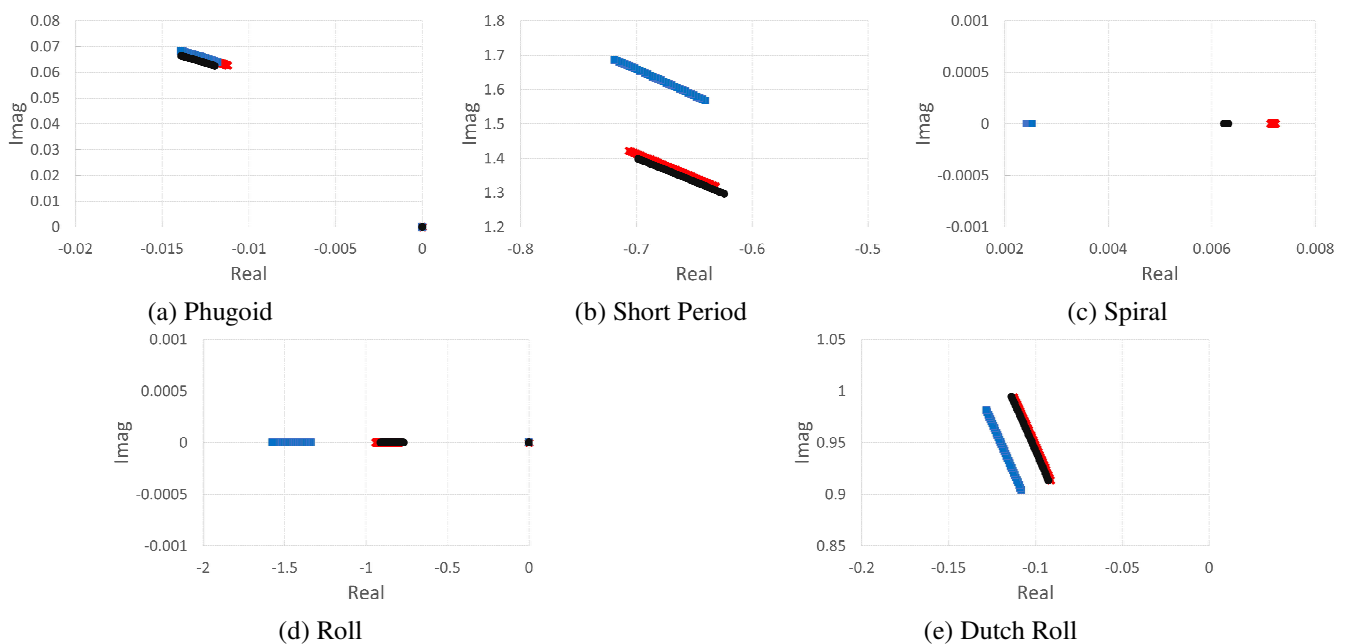 0.08
0.07
0.06
0.05
0.04
0.03
0.02
0.01
0
Imag
-0.02 -0.015 -0.01 -0.005 0
Real
(a) Phugoid
1.8
1.7
1.6
1.5
1.4
1.3
1.2
Imag
-0.8 -0.7 -0.6 -0.5
Real
(b) Short Period
0.001
0.0005
0
-0.0005
-0.001
Imag
0.002 0.004 0.006 0.008
Real
(c) Spiral
0.001
0.0005
0
-0.0005
-0.001
Imag
-2 -1.5 -1 -0.5 0
Real
(d) Roll
1.05
1
0.95
0.9
0.85
Imag
-0.2 -0.15 -0.1 -0.05 0
Real
(e) Dutch Roll